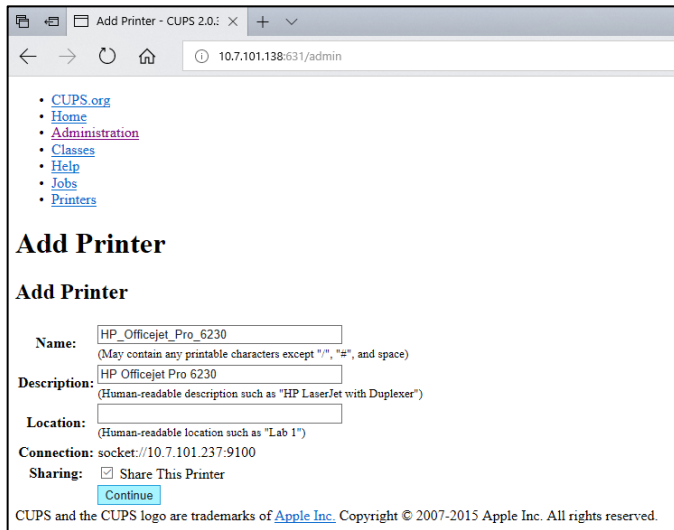 Add Printer - CUPS 2.0.:
10.7.101.138:631/admin
• CUPS.org
• Home
• Administration
• Classes
• Help
• Jobs
• Printers
Add Printer
Add Printer
Name: HP_Officejet_Pro_6230
(May contain any printable characters except "/", "#", and space)
Description: HP Officejet Pro 6230
(Human-readable description such as "HP LaserJet with Duplexer")
Location:
(Human-readable location such as "Lab 1")
Connection: socket://10.7.101.237:9100
Sharing: Share This Printer
Continue
CUPS and the CUPS logo are trademarks of Apple Inc. Copyright © 2007-2015 Apple Inc. All rights reserved.